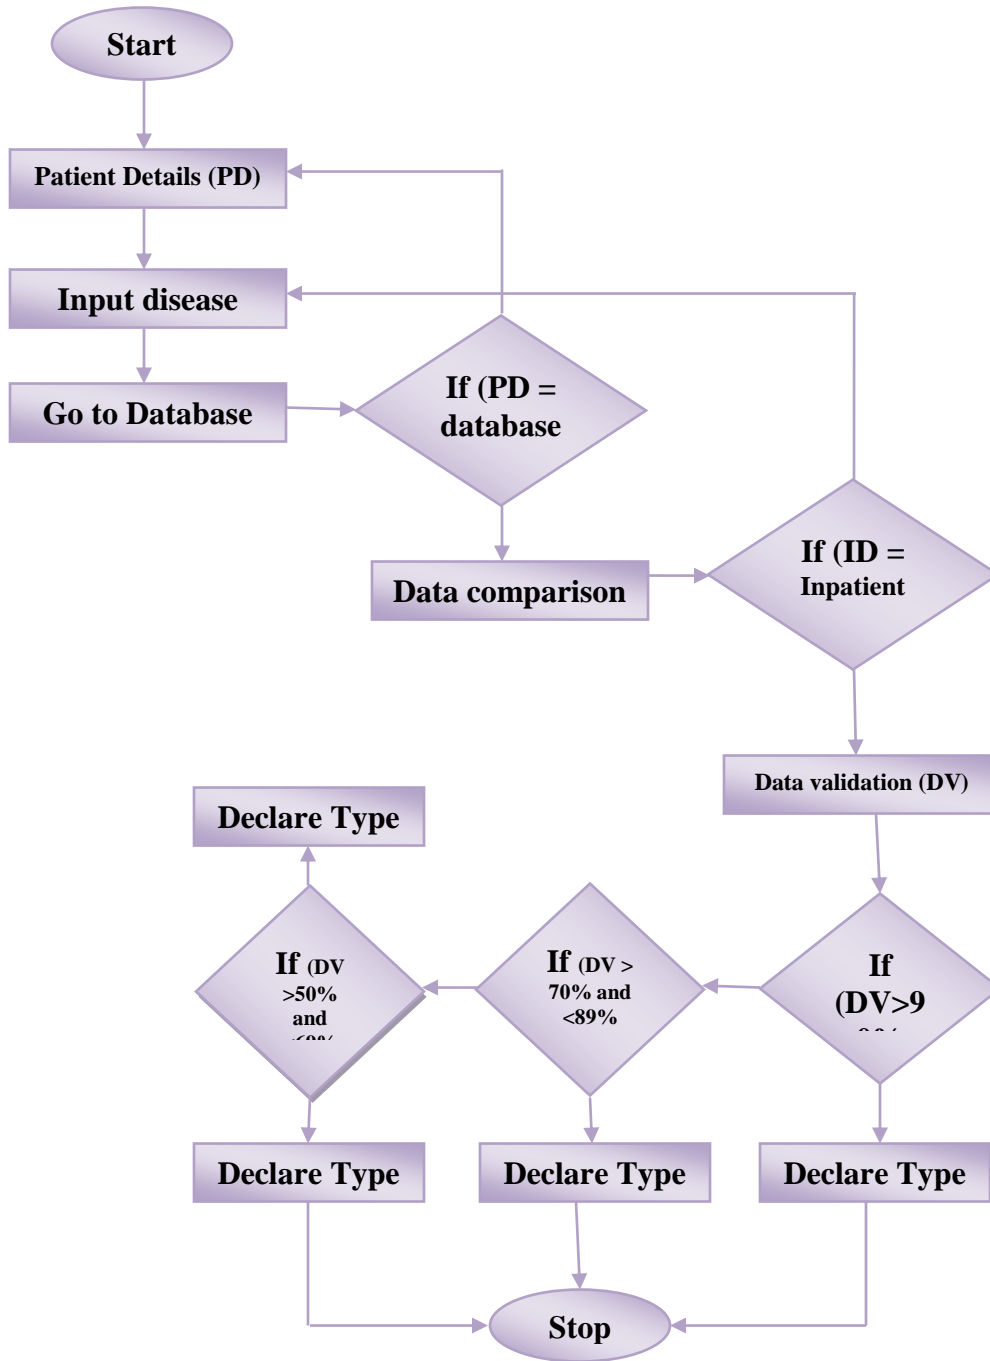 Start
Patient Details (PD)
Input disease
Go to Database
If (PD =
database
Data comparison
If (ID =
Inpatient
Data validation (DV)
Declare Type
If (DV
>50%
and
If (DV >
70% and
<89%
If
(DV>9
Declare Type
Declare Type
Declare Type
Stop